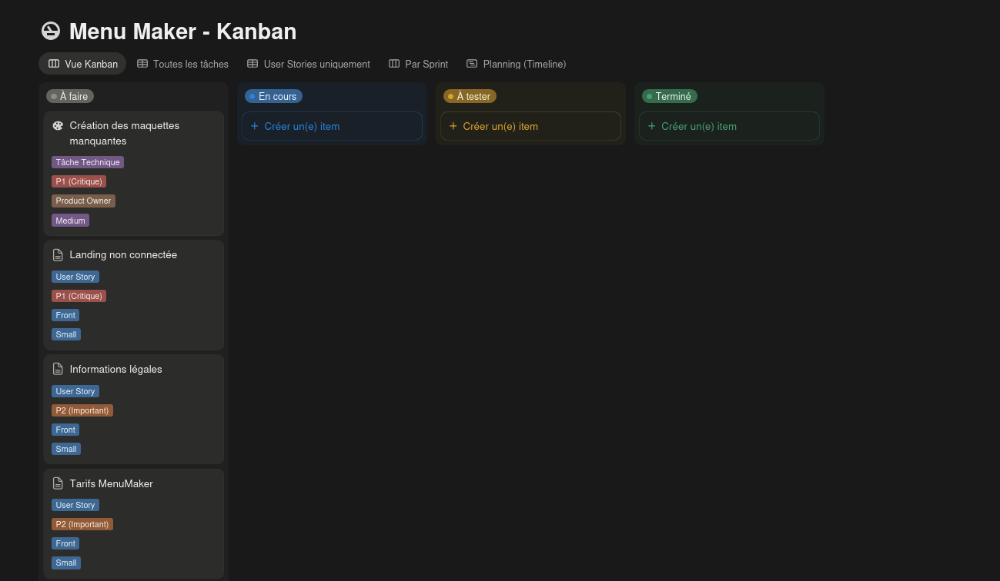 Menu Maker - Kanban
Vue Kanban
Toutes les tâches
User Stories uniquement
Par Sprint
Planning (Timeline)
À faire
Création des maquettes
manquantes
Tâche Technique
P1 (Critique)
Product Owner
Medium
Landing non connectée
User Story
P1 (Critique)
Front
Small
Informations légales
User Story
P2 (Important)
Front
Small
Tarifs MenuMaker
User Story
P2 (Important)
Front
Small
En cours
+ Créer un(e) item
À tester
+ Créer un(e) item
Terminé
+ Créer un(e) item